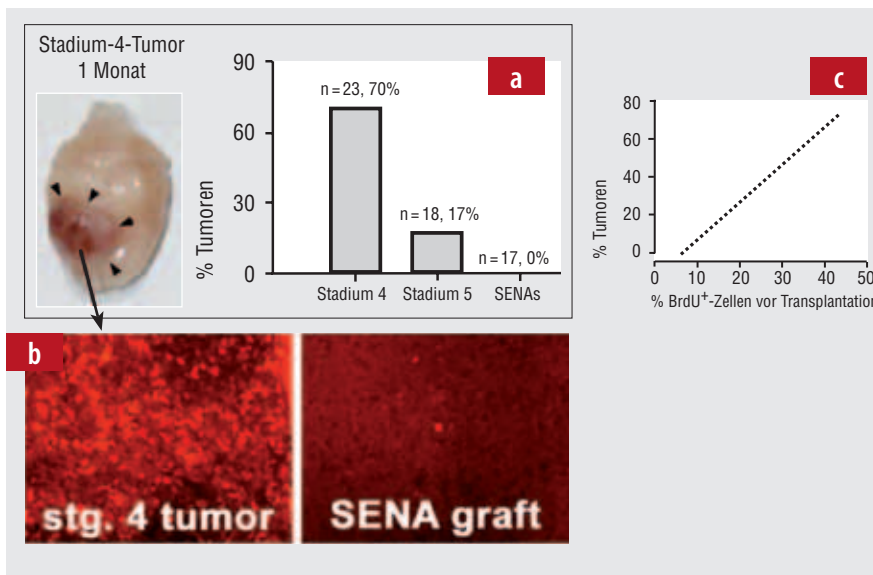 Stadium-4-Tumor
1 Monat
a
% Tumoren
90
60
30
0
n=23, 70%
n=18, 17%
n=17, 0%
Stadium 4
Stadium 5
SENAs
b
stg. 4 tumor
SENA graft
c
% Tumoren
80
60
40
20
0
0 10 20 30 40 50
% BrdU+-Zellen vor Transplantation